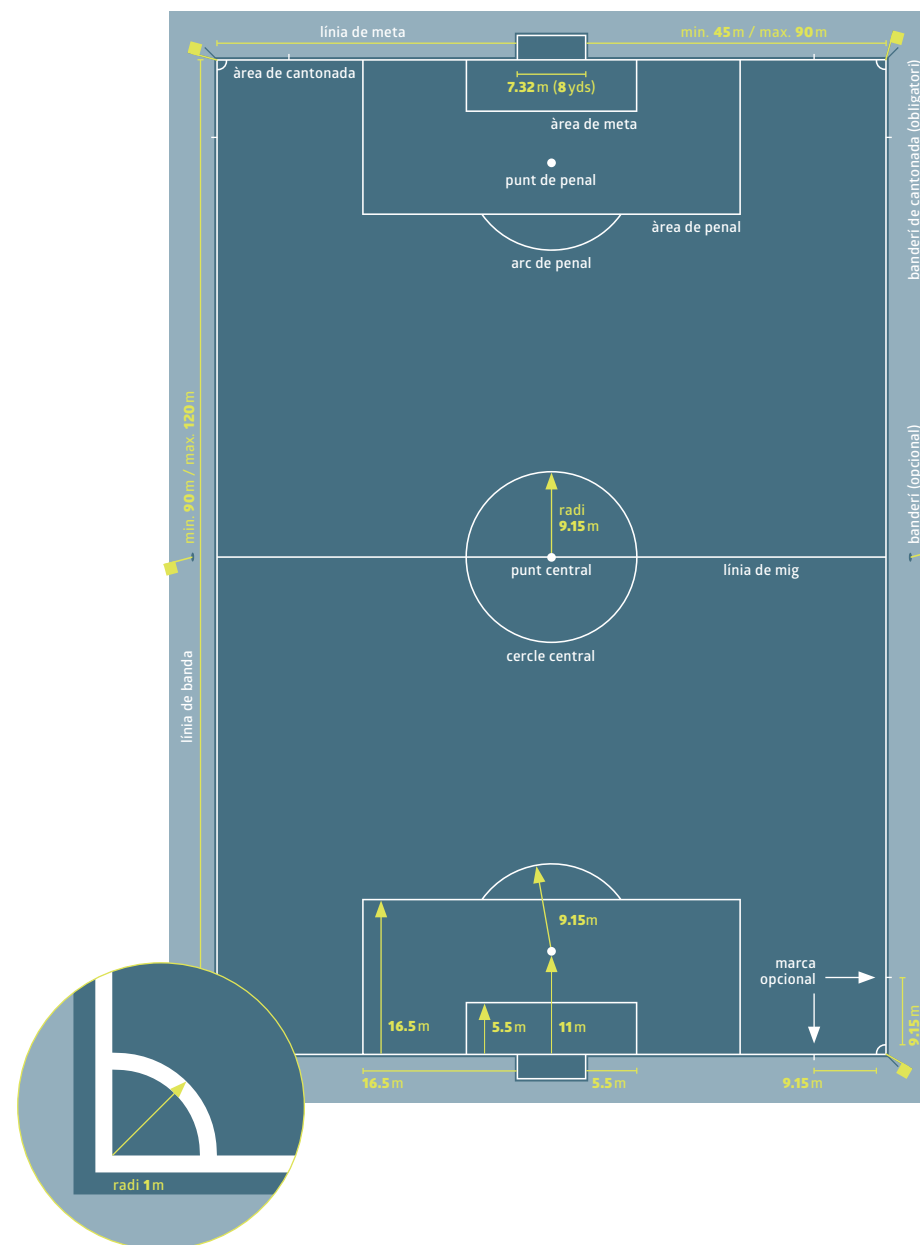 línia de meta
min. 45 m / max. 90 m
àrea de cantonada
7.32 m (8 yds)
àrea de meta
punt de penal
àrea de penal
arc de penal
banderí de cantonada (obligatori)
min. 90 m / max. 120 m
banderí (opcional)
radi
9.15 m
punt central
línia de mig
cercle central
línia de banda
9.15 m
marca
opcional
16.5 m
5.5 m
11 m
9.15 m
16.5 m
5.5 m
9.15 m
radi 1 m